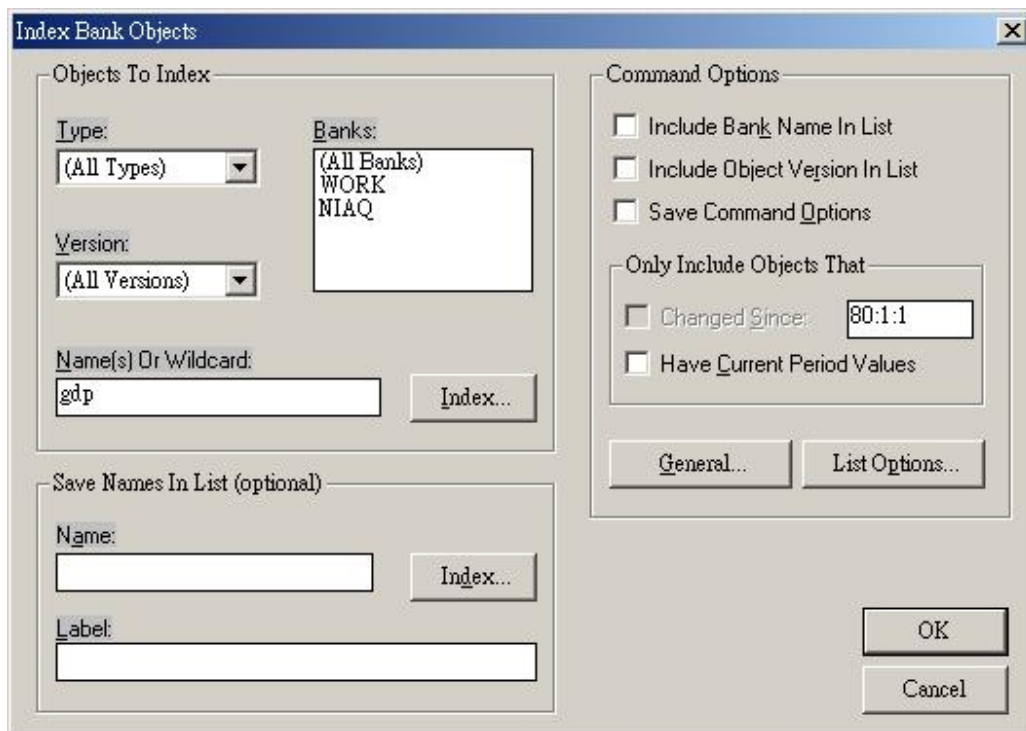 Index Bank Objects
Objects To Index
Type:
(All Types)
Banks:
(All Banks)
WORK
NIAQ
Version:
(All Versions)
Name(s) Or Wildcard:
gdp
Index...
Save Names In List (optional)
Name:
Index...
Label:
Command Options
Include Bank Name In List
Include Object Version In List
Save Command Options
Only Include Objects That
Changed Since:
80:1:1
Have Current Period Values
General...
List Options...
OK
Cancel